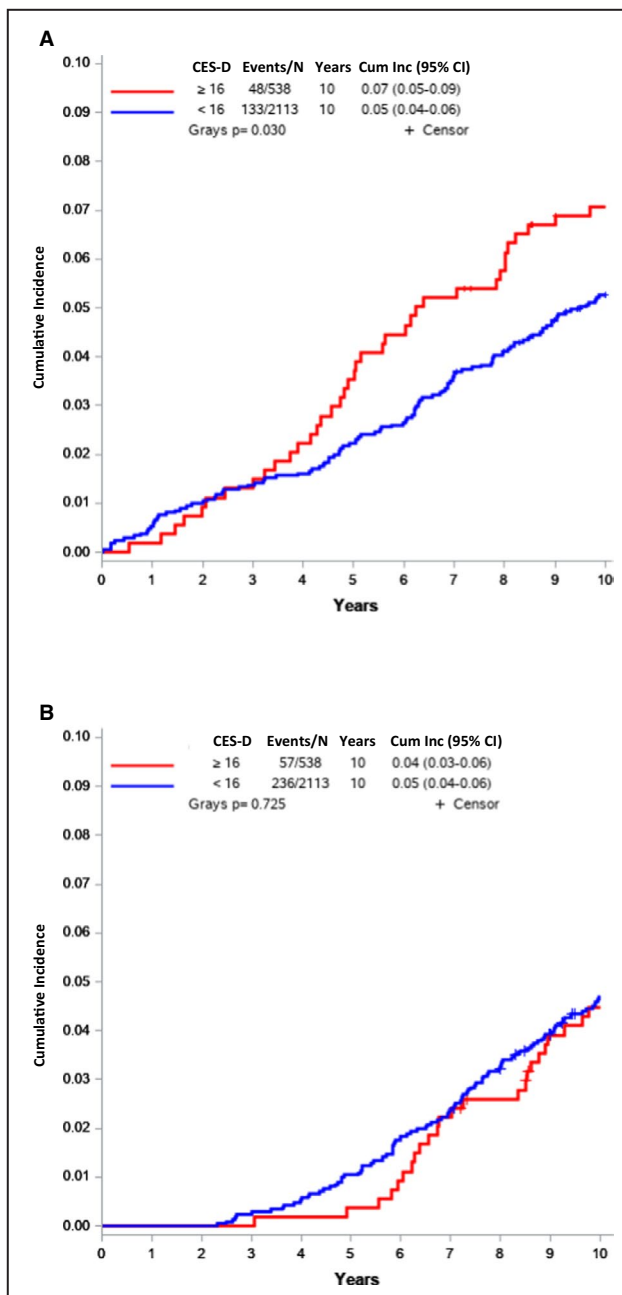 A
CES-D Events/N Years Cum Inc (95% CI)
≥ 16 48/538 10 0.07 (0.05-0.09)
< 16 133/2113 10 0.05 (0.04-0.06)
Grays p= 0.030 + Censor
0.10
0.09
0.08
0.07
0.06
0.05
0.04
0.03
0.02
0.01
0.00
Cumulative Incidence
0 1 2 3 4 5 6 7 8 9 10
Years
B
CES-D Events/N Years Cum Inc (95% CI)
≥ 16 57/538 10 0.04 (0.03-0.06)
< 16 236/2113 10 0.05 (0.04-0.06)
Grays p= 0.725 + Censor
0.10
0.09
0.08
0.07
0.06
0.05
0.04
0.03
0.02
0.01
0.00
Cumulative Incidence
0 1 2 3 4 5 6 7 8 9 10
Years